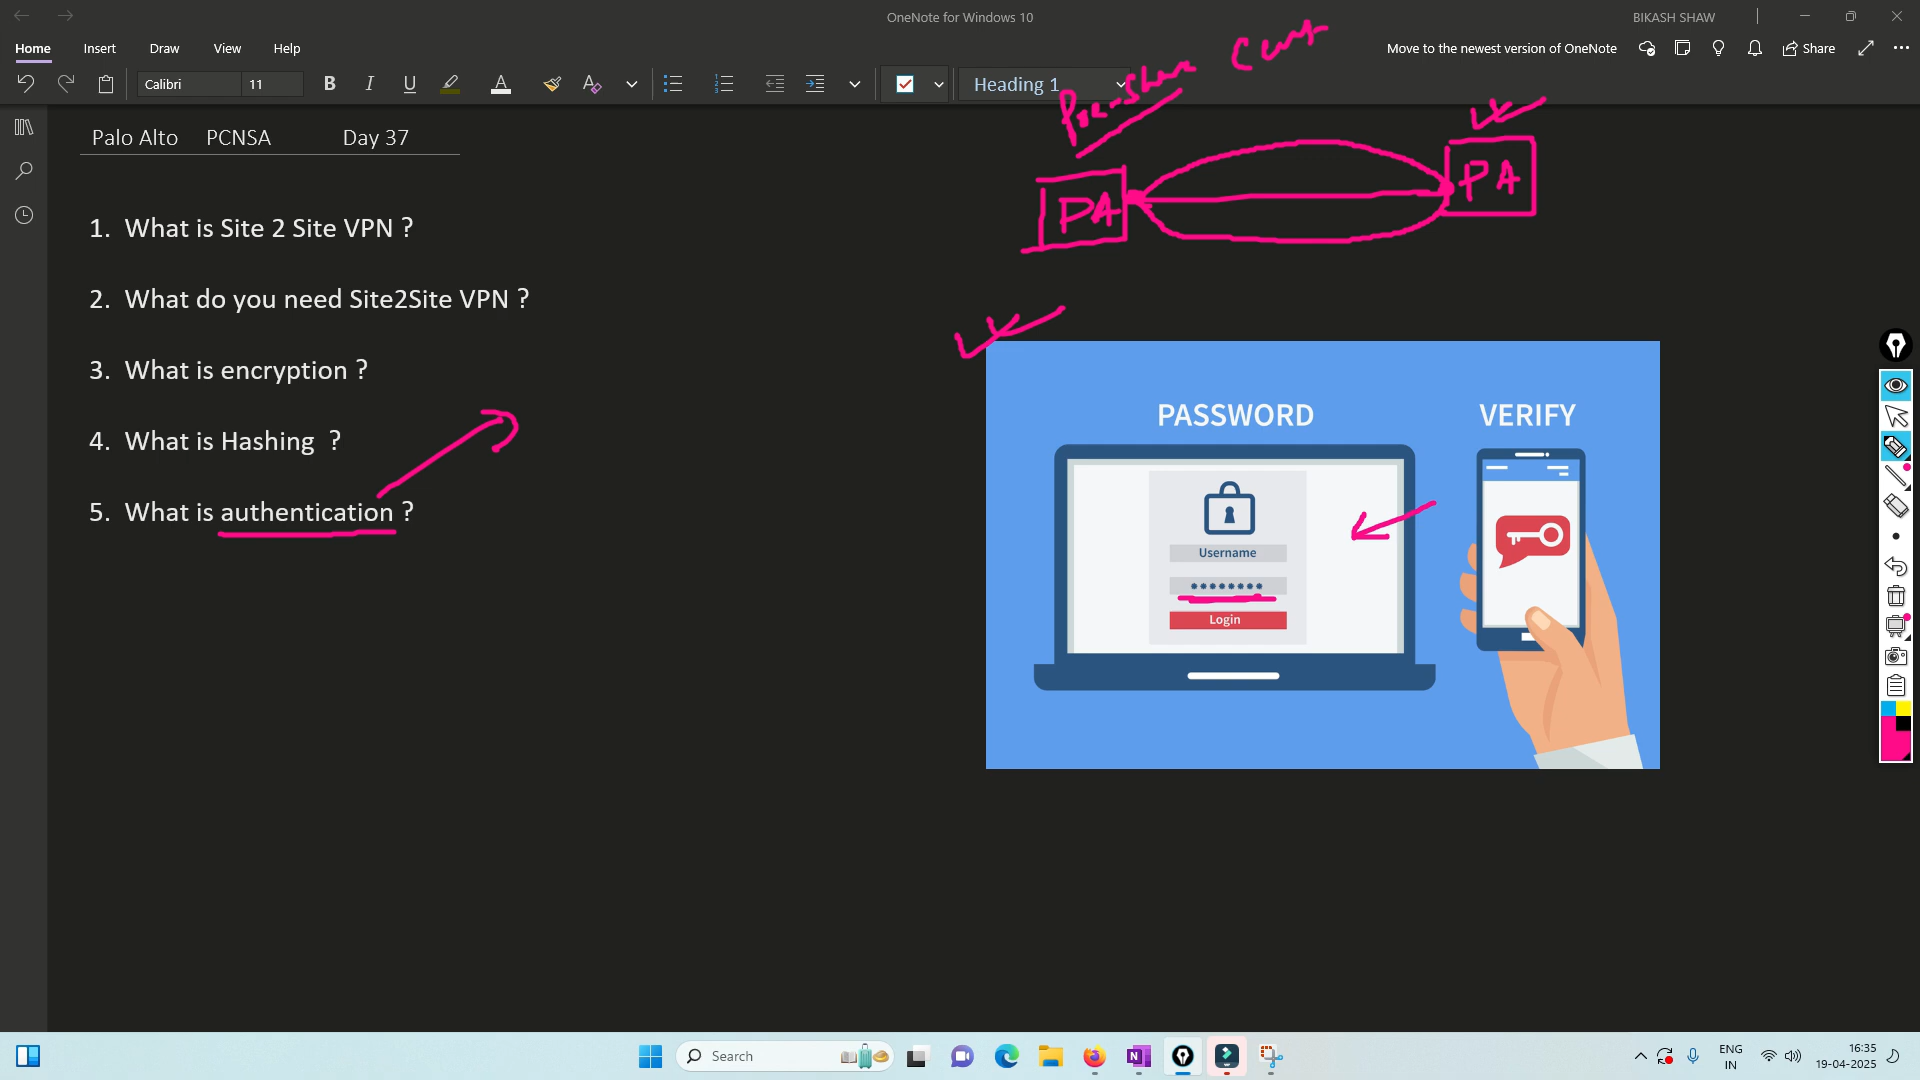 OneNote for Windows 10
BIKASH SHAW
Home Insert Draw View Help
Move to the newest version of OneNote
Share
Calibri 11 B I U A Heading 1
Pre-Share Cert
Palo Alto PCNSA Day 37
PA
PA
1. What is Site 2 Site VPN ?
2. What do you need Site2Site VPN ?
3. What is encryption ?
4. What is Hashing ?
5. What is authentication ?
PASSWORD VERIFY
Username
********
Login
Search
ENG
IN
16:35
19-04-2025